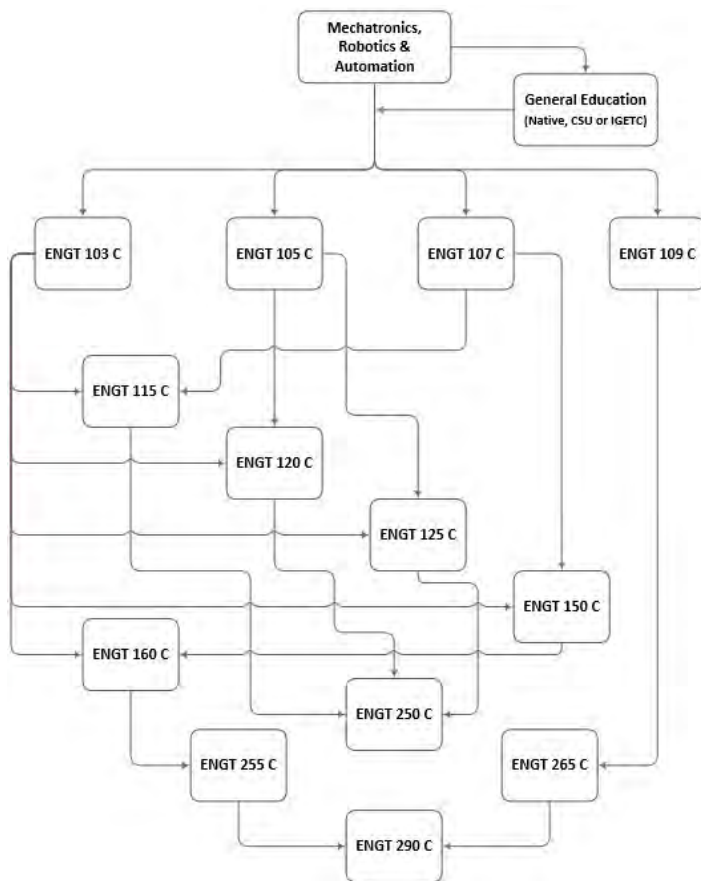 Mechatronics,
Robotics &
Automation
General Education
(Native, CSU or IGETC)
ENGT 103 C
ENGT 105 C
ENGT 107 C
ENGT 109 C
ENGT 115 C
ENGT 120 C
ENGT 125 C
ENGT 150 C
ENGT 160 C
ENGT 250 C
ENGT 255 C
ENGT 265 C
ENGT 290 C